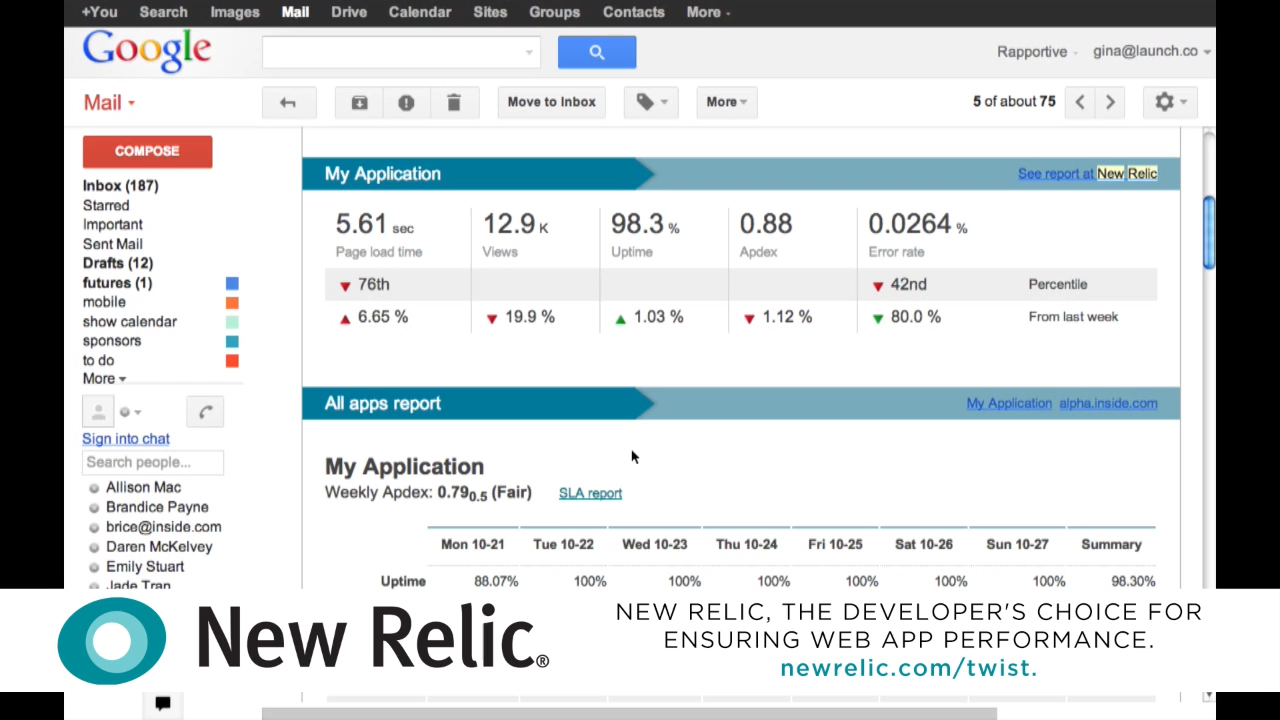 +You Search Images Mail Drive Calendar Sites Groups Contacts More
Google
Rapportive gina@launch.co
Mail
Move to Inbox
More
5 of about 75
COMPOSE
Inbox (187)
Starred
Important
Sent Mail
Drafts (12)
futures (1)
mobile
show calendar
sponsors
to do
More
Sign into chat
Search people...
Allison Mac
Brandice Payne
brice@inside.com
Daren McKelvey
Emily Stuart
Jade Tran
My Application See report at New Relic
5.61 sec 12.9 K 98.3 % 0.88 0.0264 %
Page load time Views Uptime Apdex Error rate
76th 42nd Percentile
6.65 % 19.9 % 1.03 % 1.12 % 80.0 % From last week
All apps report My Application alpha.inside.com
My Application
Weekly Apdex: 0.79 0.5 (Fair) SLA report
Mon 10-21 Tue 10-22 Wed 10-23 Thu 10-24 Fri 10-25 Sat 10-26 Sun 10-27 Summary
Uptime 88.07% 100% 100% 100% 100% 100% 100% 98.30%
New Relic®
NEW RELIC, THE DEVELOPER'S CHOICE FOR
ENSURING WEB APP PERFORMANCE.
newrelic.com/twist.